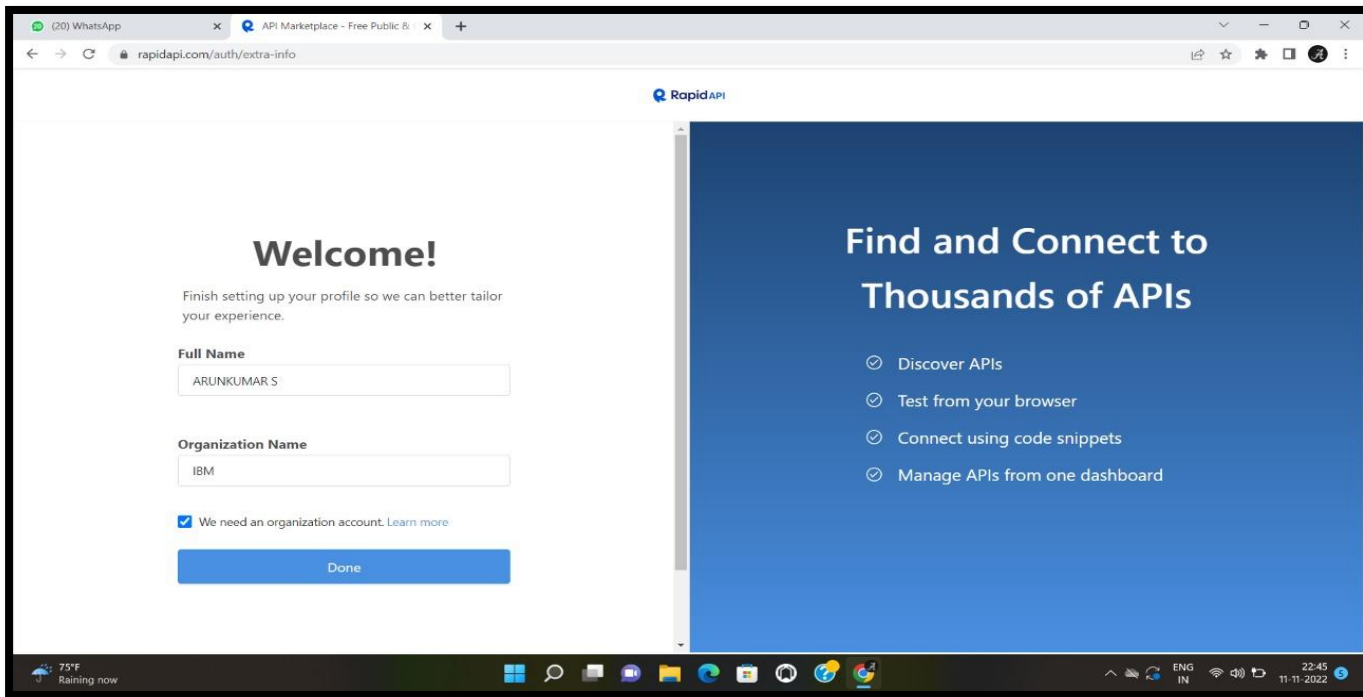 (20) WhatsApp
API Marketplace - Free Public &
rapidapi.com/auth/extra-info
Rapid API
Welcome!
Finish setting up your profile so we can better tailor
your experience.
Full Name
ARUNKUMAR S
Organization Name
IBM
We need an organization account. Learn more
Done
Find and Connect to
Thousands of APIs
Discover APIs
Test from your browser
Connect using code snippets
Manage APIs from one dashboard
75°F
Raining now
ENG
IN
22:45
11-11-2022
5